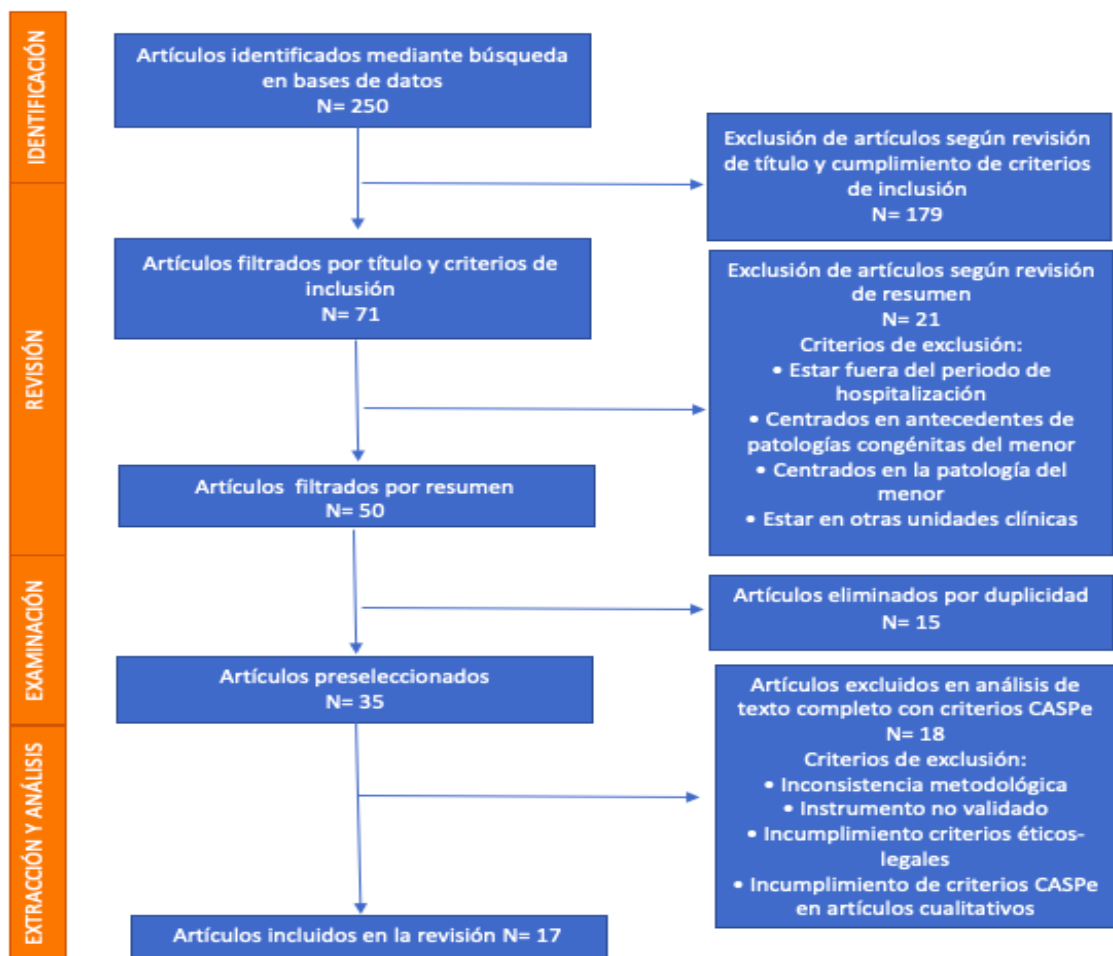 IDENTIFICACIÓN
Artículos identificados mediante búsqueda
en bases de datos
N= 250
Exclusión de artículos según revisión
de título y cumplimiento de criterios
de inclusión
N= 179
REVISIÓN
Artículos filtrados por título y criterios de
inclusión
N= 71
Exclusión de artículos según revisión
de resumen
N= 21
Criterios de exclusión:
• Estar fuera del periodo de
hospitalización
• Centrados en antecedentes de
patologías congénitas del menor
• Centrados en la patología del
menor
• Estar en otras unidades clínicas
Artículos filtrados por resumen
N= 50
EXAMINACIÓN
Artículos eliminados por duplicidad
N= 15
Artículos preseleccionados
N= 35
Artículos excluidos en análisis de
texto completo con criterios CASPe
N= 18
Criterios de exclusión:
• Inconsistencia metodológica
• Instrumento no validado
• Incumplimiento criterios éticos-
legales
• Incumplimiento de criterios CASPe
en artículos cualitativos
EXTRACCIÓN Y ANÁLISIS
Artículos incluidos en la revisión N= 17